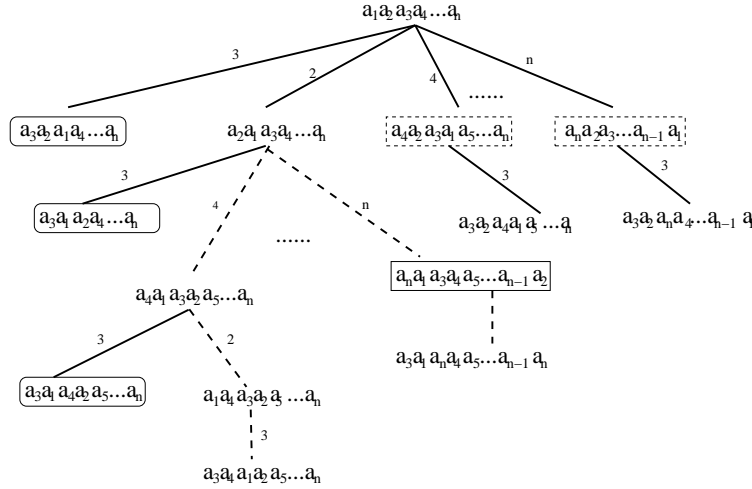 a₁a₂a₃a₄...aₙ
3
2
4
n
......
a₃a₂a₁a₄...aₙ
a₂a₁a₃a₄...aₙ
a₄a₂a₃a₁a₅...aₙ
aₙa₂a₃...aₙ₋₁a₁
3
4
n
3
3
a₃a₁a₂a₄...aₙ
......
a₃a₂a₄a₁a₅...aₙ
a₃a₂aₙa₄...aₙ₋₁a₁
a₄a₁a₃a₂a₅...aₙ
aₙa₁a₃a₄a₅...aₙ₋₁a₂
3
2
a₃a₁aₙa₄a₅...aₙ₋₁aₙ
a₃a₁a₄a₂a₅...aₙ
a₁a₄a₃a₂a₅...aₙ
3
a₃a₄a₁a₂a₅...aₙ